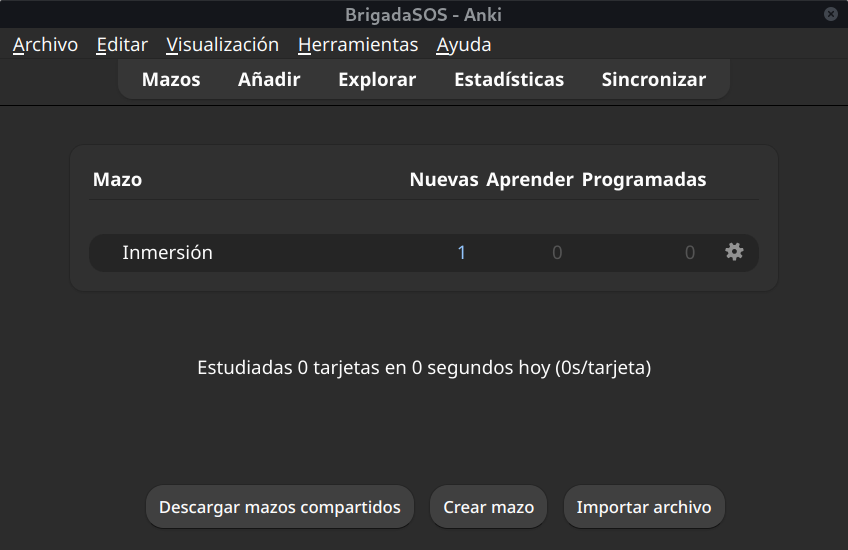 BrigadaSOS - Anki
Archivo Editar Visualización Herramientas Ayuda
Mazos Añadir Explorar Estadísticas Sincronizar
Mazo Nuevas Aprender Programadas
Inmersión 1 0 0
Estudiadas 0 tarjetas en 0 segundos hoy (0s/tarjeta)
Descargar mazos compartidos Crear mazo Importar archivo